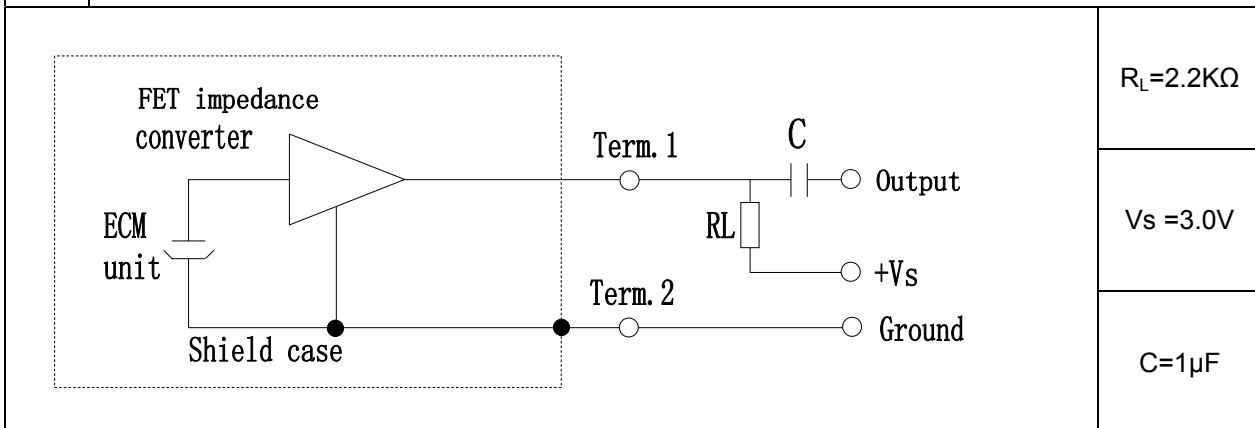 FET impedance
converter
ECM
unit
Shield case
Term.1
Term.2
C
RL
Output
+Vs
Ground
R_L=2.2KΩ
Vs =3.0V
C=1µF